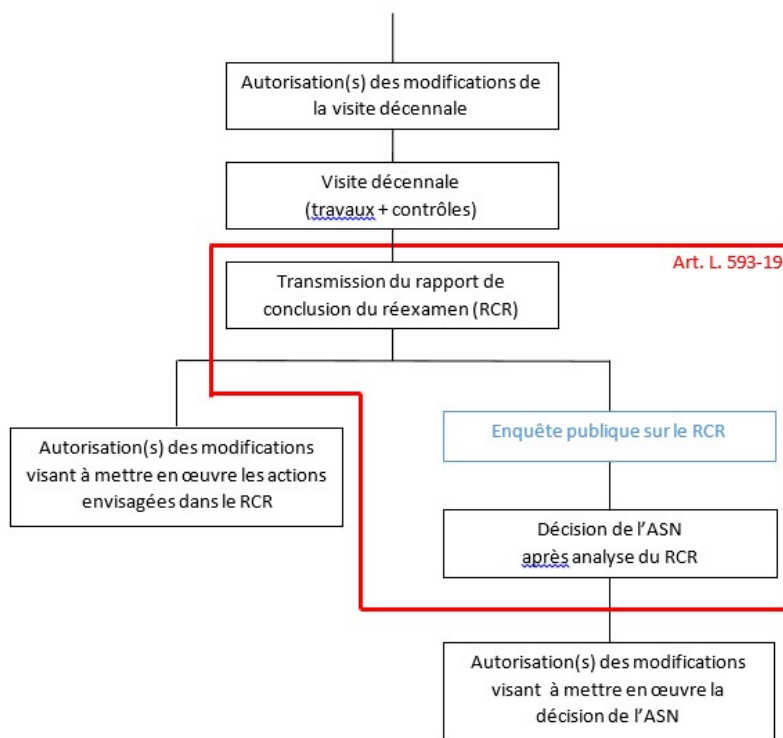 Autorisation(s) des modifications de
la visite décennale
Visite décennale
(travaux + contrôles)
Art. L. 593-19
Transmission du rapport de
conclusion du réexamen (RCR)
Autorisation(s) des modifications
visant à mettre en œuvre les actions
envisagées dans le RCR
Enquête publique sur le RCR
Décision de l'ASN
après analyse du RCR
Autorisation(s) des modifications
visant à mettre en œuvre la
décision de l'ASN